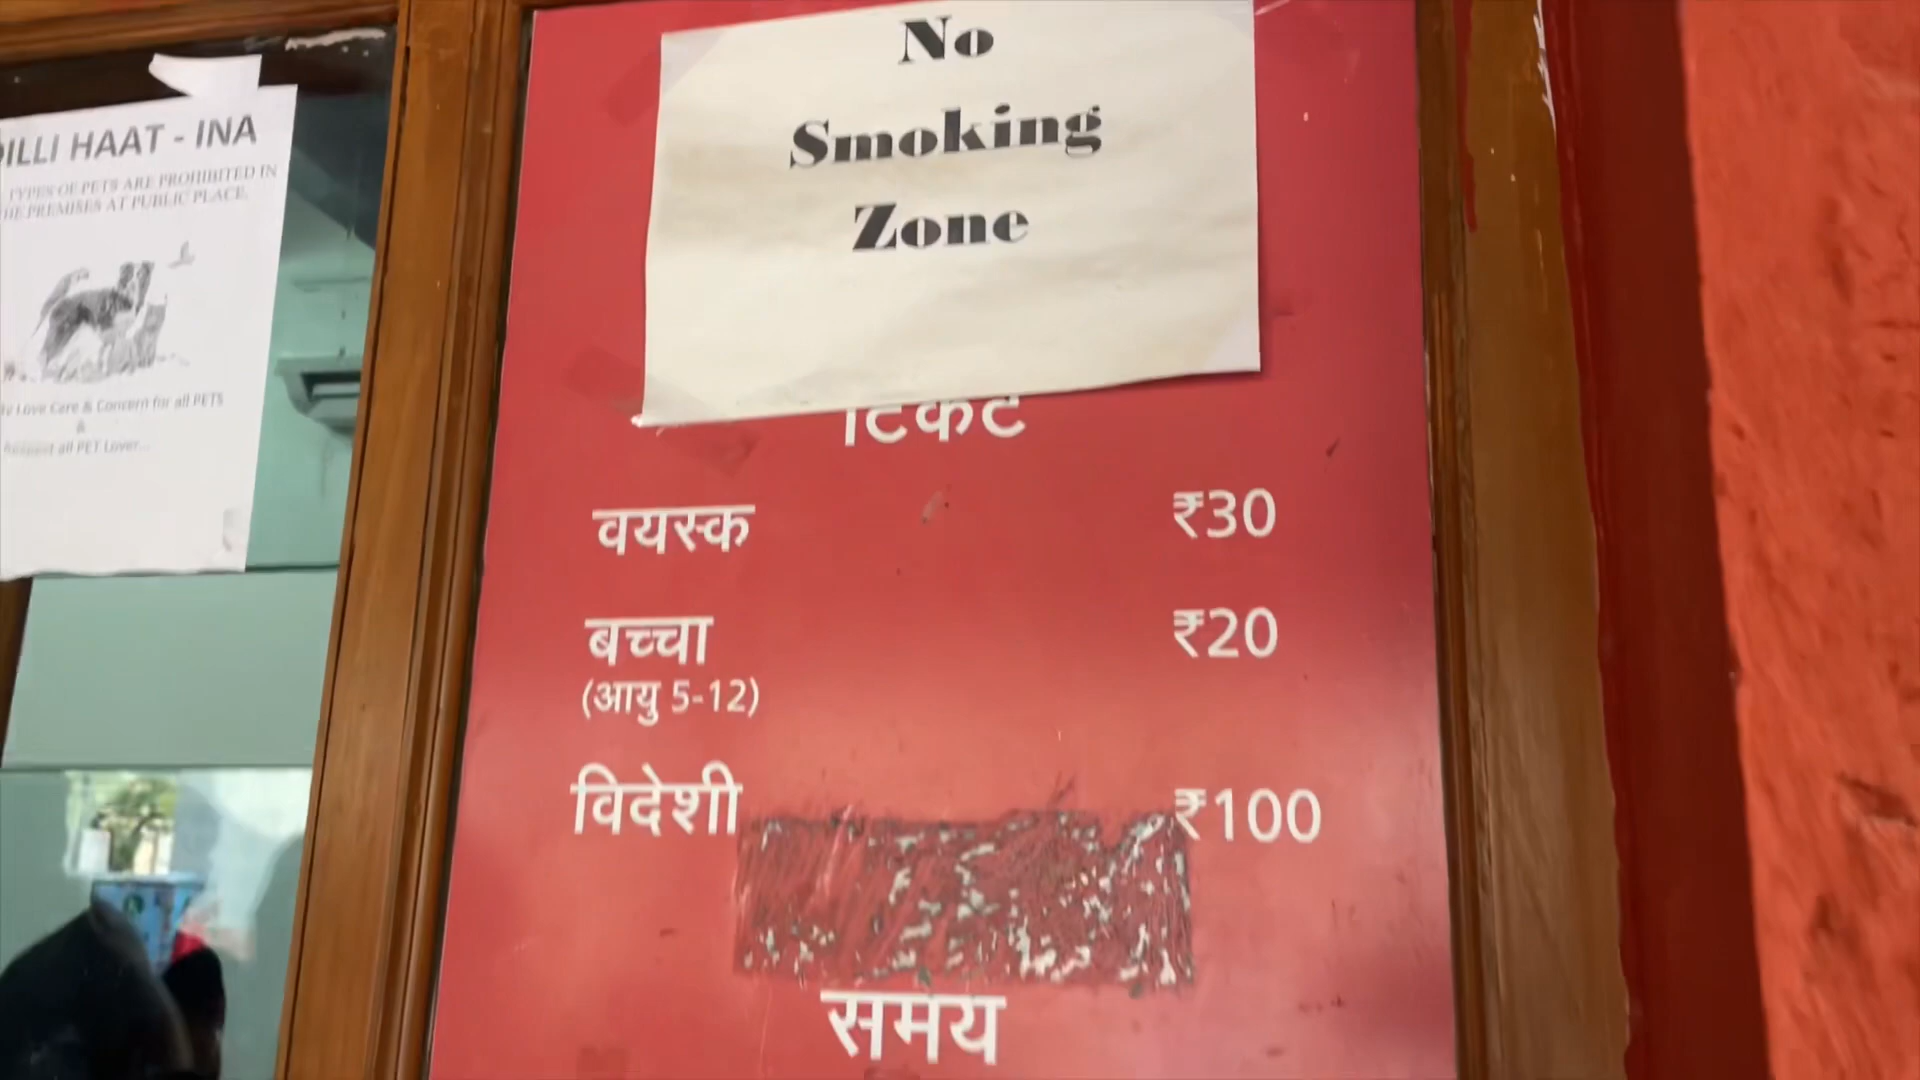 DILLI HAAT - INA
TYPES OF PETS ARE PROHIBITED IN
THE PREMISES AT PUBLIC PLACE.
Love Care & Concern for all PETS
&
Respect all PET Lover...
No
Smoking
Zone
टिकट
वयस्क ₹30
बच्चा ₹20
(आयु 5-12)
विदेशी ₹100
समय